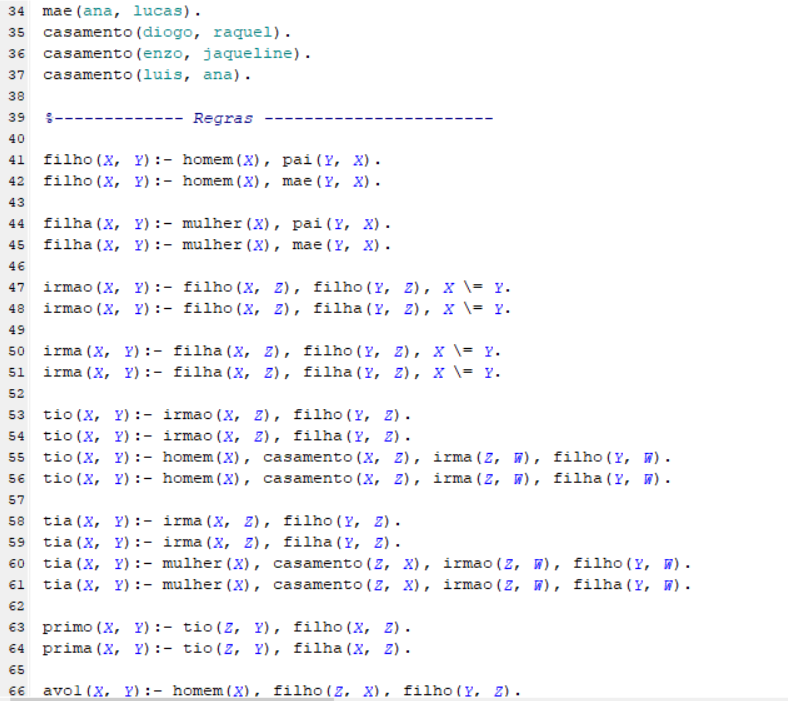 34 mae(ana, lucas).
35 casamento(diogo, raquel).
36 casamento(enzo, jaqueline).
37 casamento(luis, ana).
38
39 %------------- Regras -----------------------
40
41 filho(X, Y):- homem(X), pai(Y, X).
42 filho(X, Y):- homem(X), mae(Y, X).
43
44 filha(X, Y):- mulher(X), pai(Y, X).
45 filha(X, Y):- mulher(X), mae(Y, X).
46
47 irmao(X, Y):- filho(X, Z), filho(Y, Z), X \= Y.
48 irmao(X, Y):- filho(X, Z), filha(Y, Z), X \= Y.
49
50 irma(X, Y):- filha(X, Z), filho(Y, Z), X \= Y.
51 irma(X, Y):- filha(X, Z), filha(Y, Z), X \= Y.
52
53 tio(X, Y):- irmao(X, Z), filho(Y, Z).
54 tio(X, Y):- irmao(X, Z), filha(Y, Z).
55 tio(X, Y):- homem(X), casamento(X, Z), irma(Z, W), filho(Y, W).
56 tio(X, Y):- homem(X), casamento(X, Z), irma(Z, W), filha(Y, W).
57
58 tia(X, Y):- irma(X, Z), filho(Y, Z).
59 tia(X, Y):- irma(X, Z), filha(Y, Z).
60 tia(X, Y):- mulher(X), casamento(Z, X), irmao(Z, W), filho(Y, W).
61 tia(X, Y):- mulher(X), casamento(Z, X), irmao(Z, W), filha(Y, W).
62
63 primo(X, Y):- tio(Z, Y), filho(X, Z).
64 prima(X, Y):- tio(Z, Y), filha(X, Z).
65
66 avol(X, Y):- homem(X), filho(Z, X), filho(Y, Z).